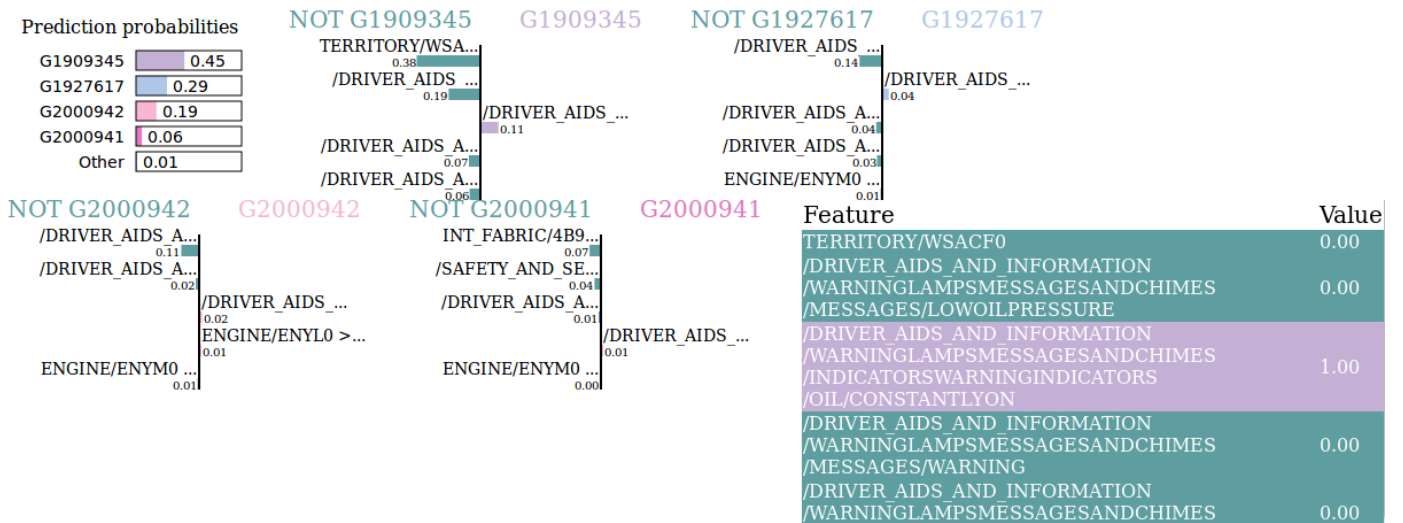 Prediction probabilities
G1909345 0.45
G1927617 0.29
G2000942 0.19
G2000941 0.06
Other 0.01
NOT G1909345 G1909345
TERRITORY/WSA...
0.38
/DRIVER_AIDS_...
0.19
/DRIVER_AIDS_...
0.11
/DRIVER_AIDS_A...
0.07
/DRIVER_AIDS_A...
0.06
NOT G1927617 G1927617
/DRIVER_AIDS_...
0.14
/DRIVER_AIDS_...
0.04
/DRIVER_AIDS_A...
0.04
/DRIVER_AIDS_A...
0.03
ENGINE/ENYM0 ...
0.01
NOT G2000942 G2000942
/DRIVER_AIDS_A...
0.11
/DRIVER_AIDS_A...
0.02
/DRIVER_AIDS_...
0.02
ENGINE/ENYL0 >...
0.01
ENGINE/ENYM0 ...
0.01
NOT G2000941 G2000941
INT_FABRIC/4B9...
0.07
/SAFETY_AND_SE...
0.04
/DRIVER_AIDS_A...
0.01
/DRIVER_AIDS_...
0.01
ENGINE/ENYM0 ...
0.00
Feature Value
TERRITORY/WSACF0 0.00
/DRIVER_AIDS_AND_INFORMATION
/WARNINGLAMPSMESSAGESANDCHIMES 0.00
/MESSAGES/LOWOILPRESSURE
/DRIVER_AIDS_AND_INFORMATION
/WARNINGLAMPSMESSAGESANDCHIMES
/INDICATORSWARNINGINDICATORS 1.00
/OIL/CONSTANTLYON
/DRIVER_AIDS_AND_INFORMATION
/WARNINGLAMPSMESSAGESANDCHIMES 0.00
/MESSAGES/WARNING
/DRIVER_AIDS_AND_INFORMATION
/WARNINGLAMPSMESSAGESANDCHIMES 0.00